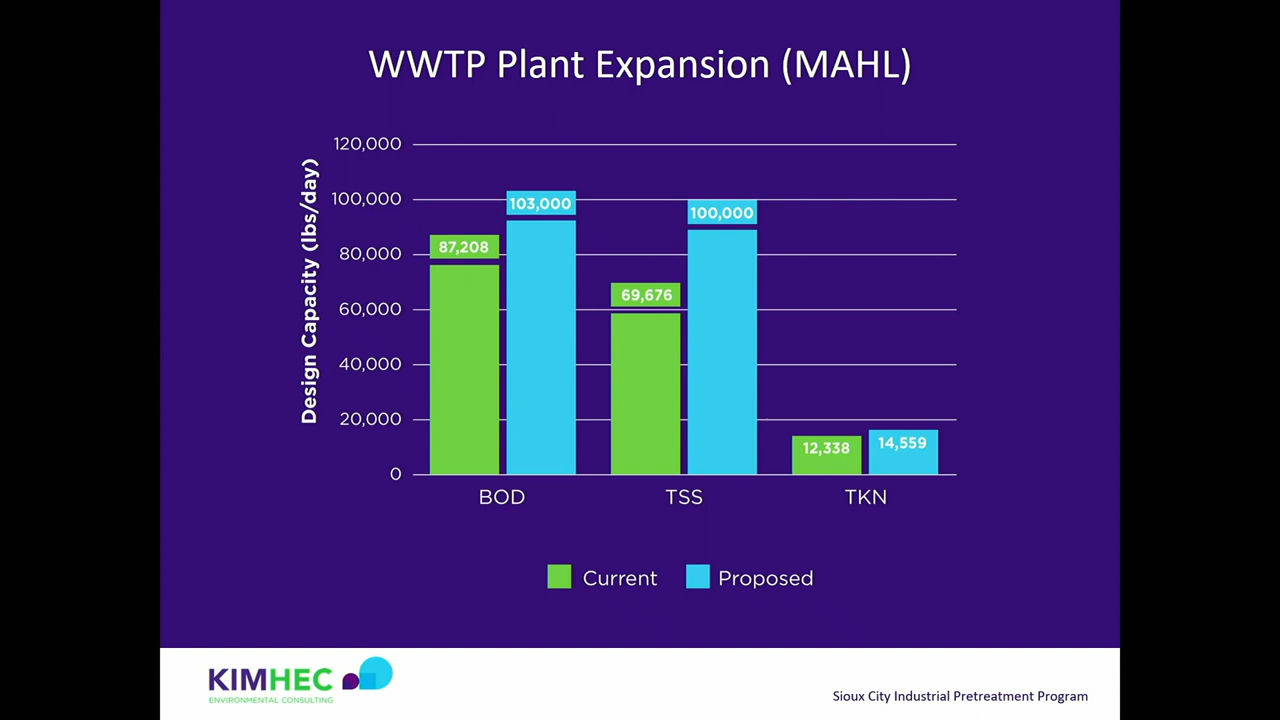 WWTP Plant Expansion (MAHL)
Design Capacity (lbs/day)
120,000
100,000
80,000
60,000
40,000
20,000
0
87,208
103,000
69,676
100,000
12,338
14,559
BOD
TSS
TKN
Current
Proposed
KIMHEC
ENVIRONMENTAL CONSULTING
Sioux City Industrial Pretreatment Program